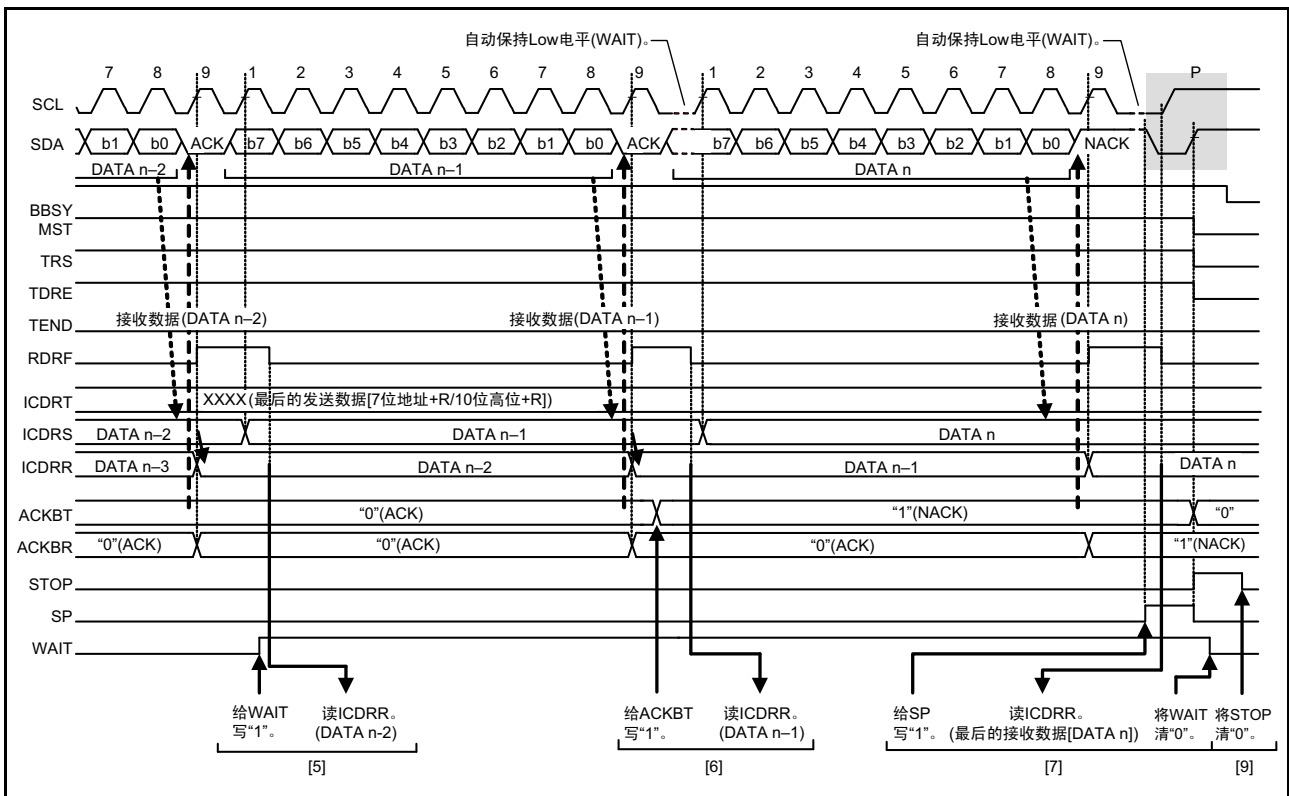 自动保持Low电平(WAIT)。 自动保持Low电平(WAIT)。
7 8 9 1 2 3 4 5 6 7 8 9 1 2 3 4 5 6 7 8 9 P
SCL
SDA b1 b0 ACK b7 b6 b5 b4 b3 b2 b1 b0 ACK b7 b6 b5 b4 b3 b2 b1 b0 NACK
DATA n–2 DATA n–1 DATA n
BBSY
MST
TRS
TDRE
TEND 接收数据(DATA n–2) 接收数据(DATA n–1) 接收数据(DATA n)
RDRF
ICDRT XXXX(最后的发送数据[7位地址+R/10位高位+R])
ICDRS DATA n–2 DATA n–1 DATA n
ICDRR DATA n–3 DATA n–2 DATA n–1 DATA n
ACKBT "0"(ACK) "1"(NACK) "0"
ACKBR "0"(ACK) "0"(ACK) "0"(ACK) "1"(NACK)
STOP
SP
WAIT
给WAIT 读ICDRR。 给ACKBT 读ICDRR。 给SP 读ICDRR。 将WAIT 将STOP
写“1”。 (DATA n-2) 写“1”。 (DATA n–1) 写“1”。 (最后的接收数据[DATA n]) 清“0”。 清“0”。
[5] [6] [7] [9]